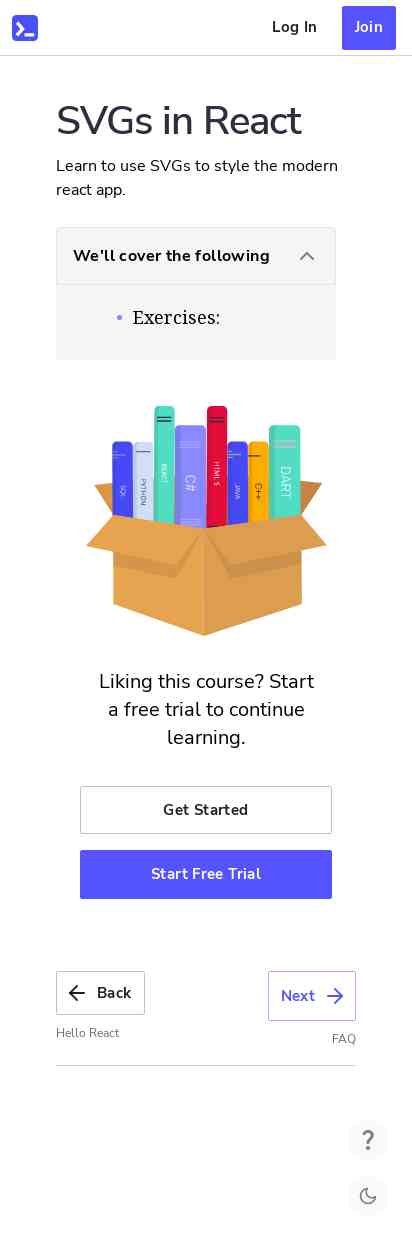 Log In
Join
SVGs in React
Learn to use SVGs to style the modern
react app.
We'll cover the following
Exercises:
SQL
PYTHON
REACT
C#
HTML 5
JAVA
C++
DART
Liking this course? Start
a free trial to continue
learning.
Get Started
Start Free Trial
Back
Next
Hello React
FAQ
?